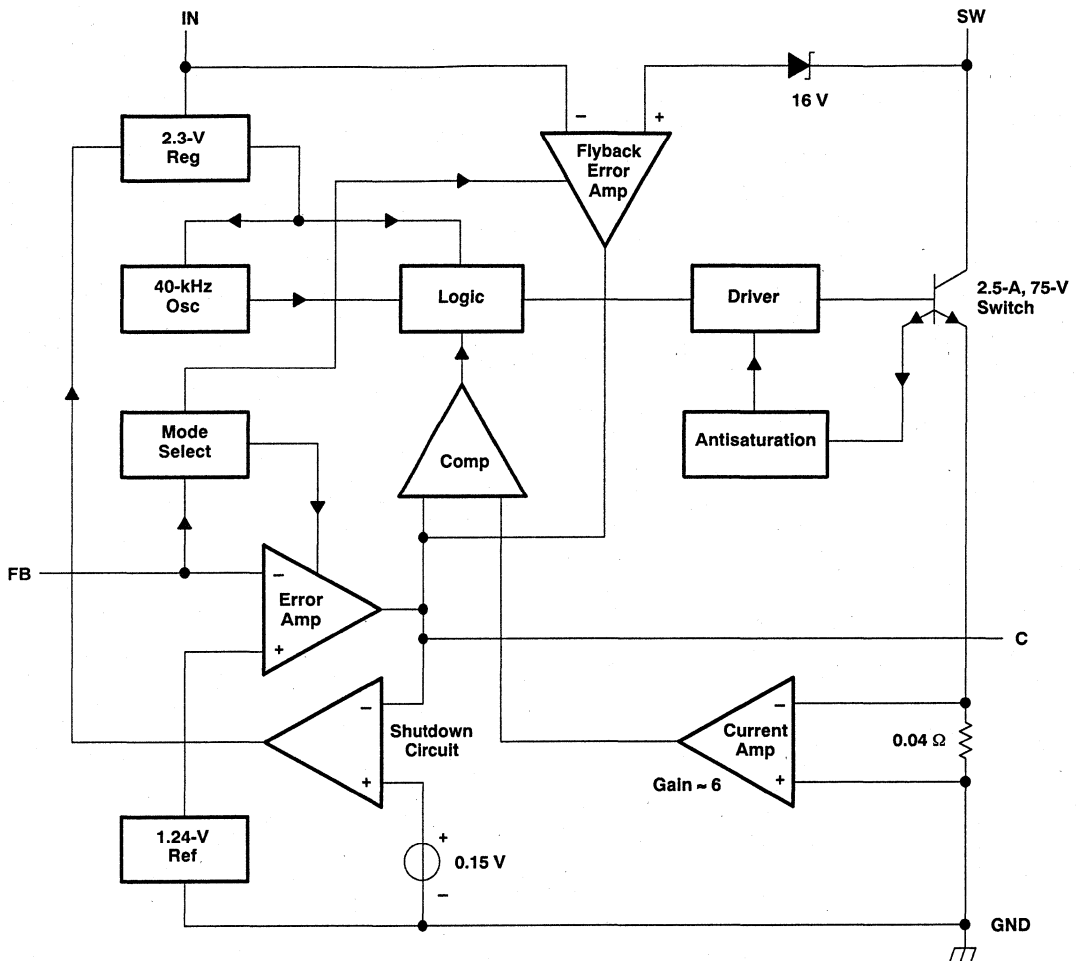 IN
SW
16 V
−
+
2.3-V
Reg
Flyback
Error
Amp
40-kHz
Osc
Logic
Driver
2.5-A, 75-V
Switch
Mode
Select
Comp
Antisaturation
FB
−
Error
Amp
+
C
−
Shutdown
Circuit
+
−
Current
Amp
+
Gain ≈ 6
0.04 Ω
1.24-V
Ref
+
0.15 V
−
GND